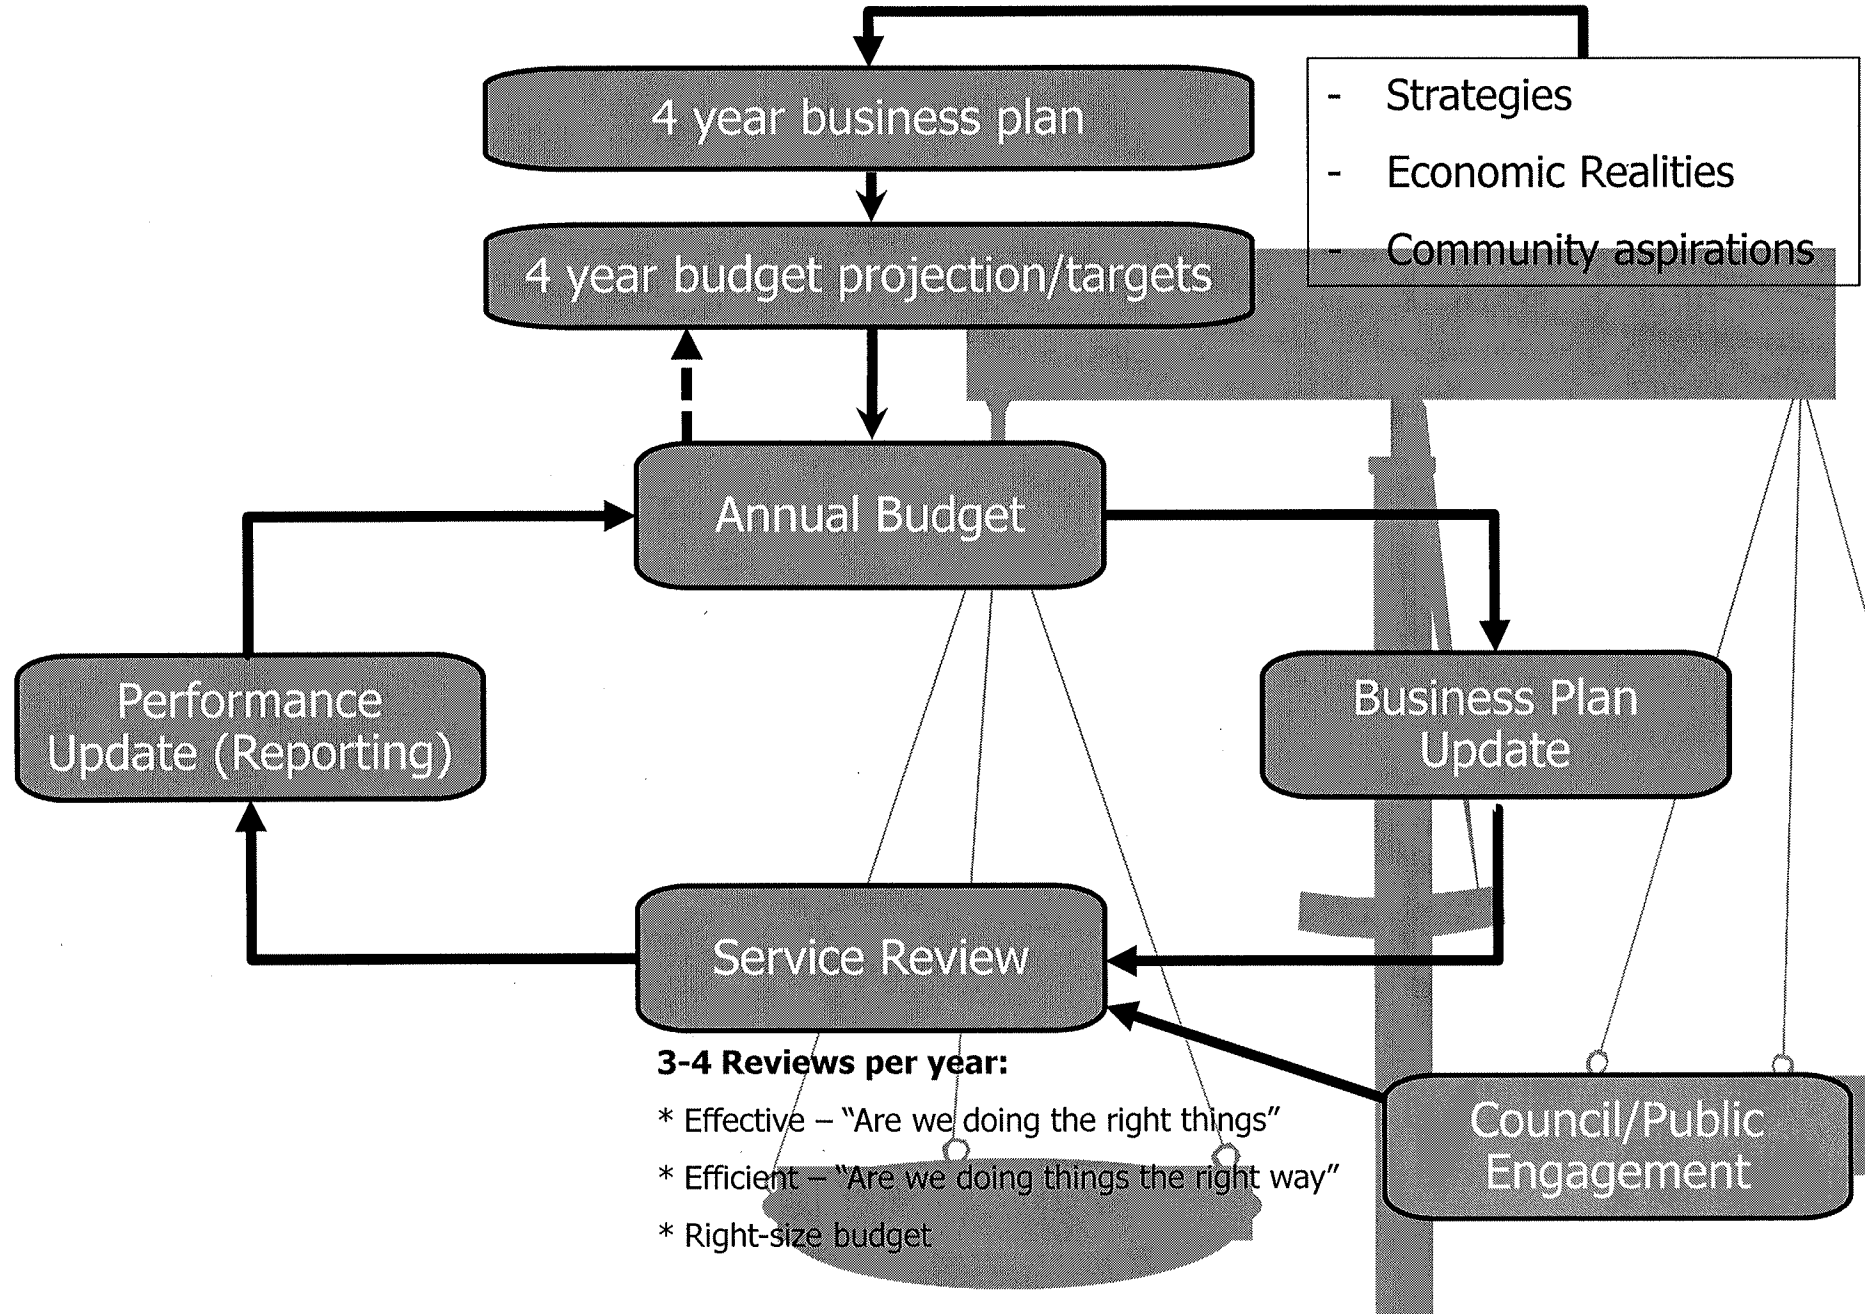 4 year business plan
- Strategies
- Economic Realities
- Community aspirations
4 year budget projection/targets
Annual Budget
Performance
Update (Reporting)
Business Plan
Update
Service Review
3-4 Reviews per year:
* Effective – “Are we doing the right things”
* Efficient – “Are we doing things the right way”
* Right-size budget
Council/Public
Engagement